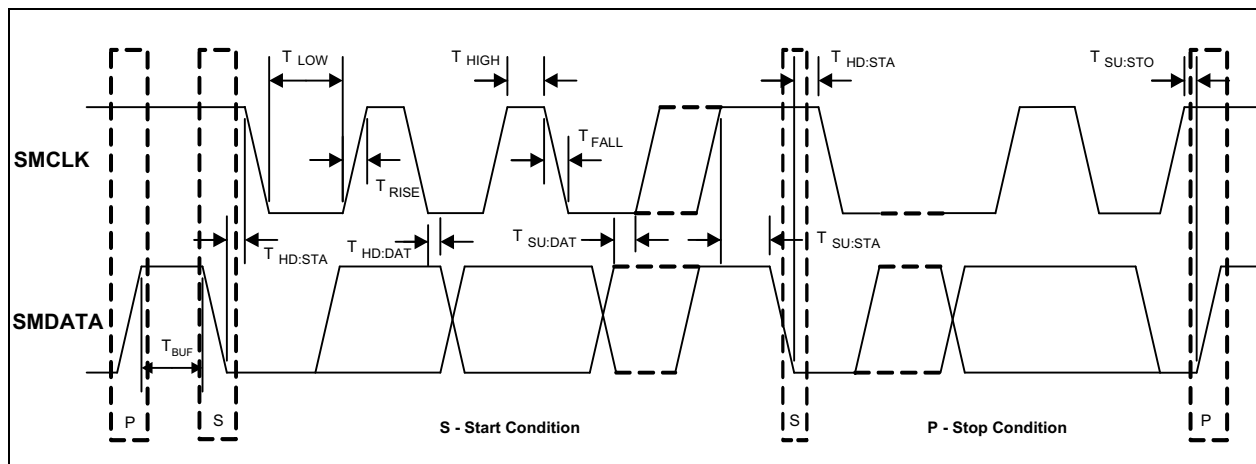 T LOW
T HIGH
T HD:STA
T SU:STO
SMCLK
T FALL
T RISE
T HD:STA
T HD:DAT
T SU:DAT
T SU:STA
SMDATA
T BUF
P
S
S - Start Condition
S
P - Stop Condition
P